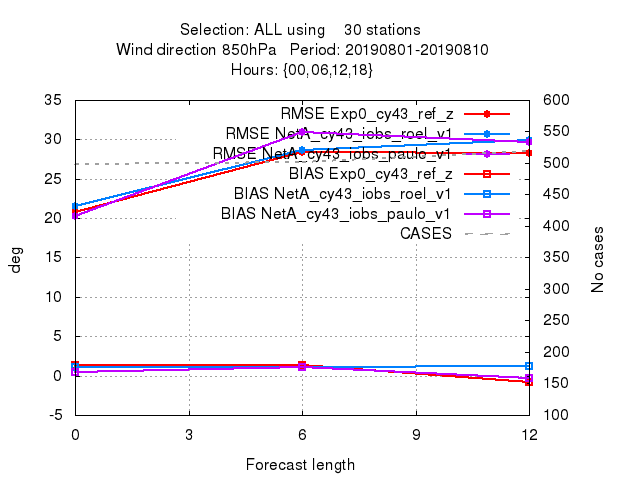 Selection: ALL using 30 stations
Wind direction 850hPa Period: 20190801-20190810
Hours: {00,06,12,18}
RMSE Exp0_cy43_ref_z
RMSE NetA_cy43_iobs_roel_v1
RMSE NetA_cy43_iobs_paulo_v1
BIAS Exp0_cy43_ref_z
BIAS NetA_cy43_iobs_roel_v1
BIAS NetA_cy43_iobs_paulo_v1
CASES
35
30
25
20
15
10
5
0
-5
deg
600
550
500
450
400
350
300
250
200
150
100
No cases
0 3 6 9 12
Forecast length